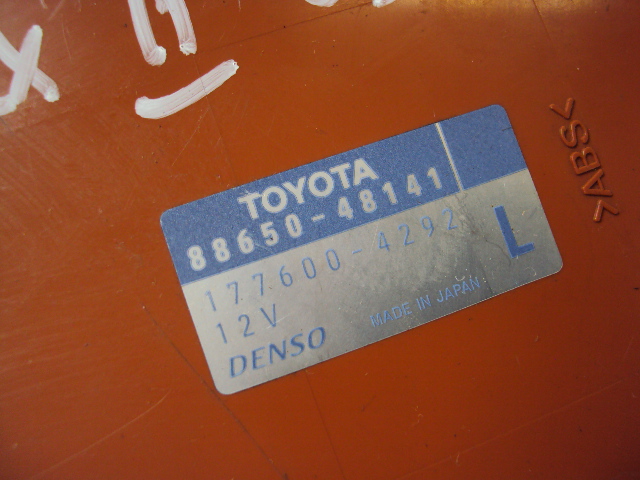 TOYOTA
88650-48141
177600-4292
12V
L
MADE IN JAPAN
DENSO
>ABS<